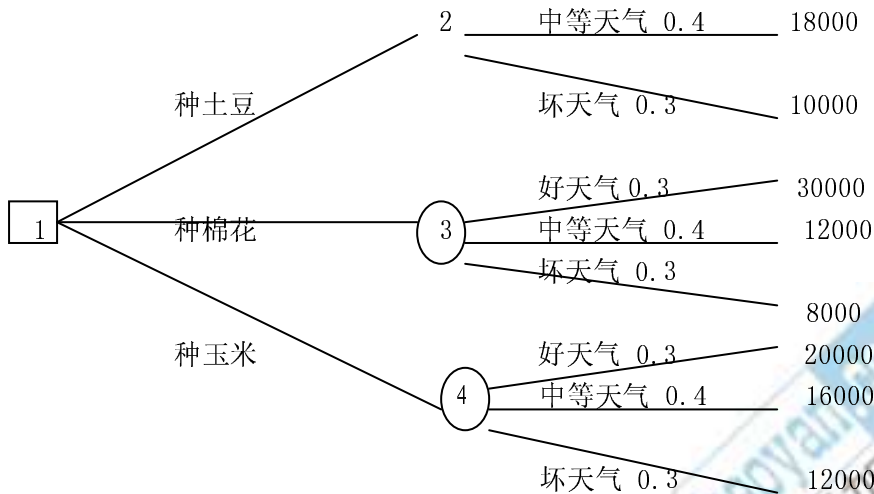 2 中等天气 0.4 18000
种土豆 坏天气 0.3 10000
好天气 0.3 30000
1 种棉花 3 中等天气 0.4 12000
坏天气 0.3
8000
种玉米 好天气 0.3 20000
4 中等天气 0.4 16000
坏天气 0.3 12000